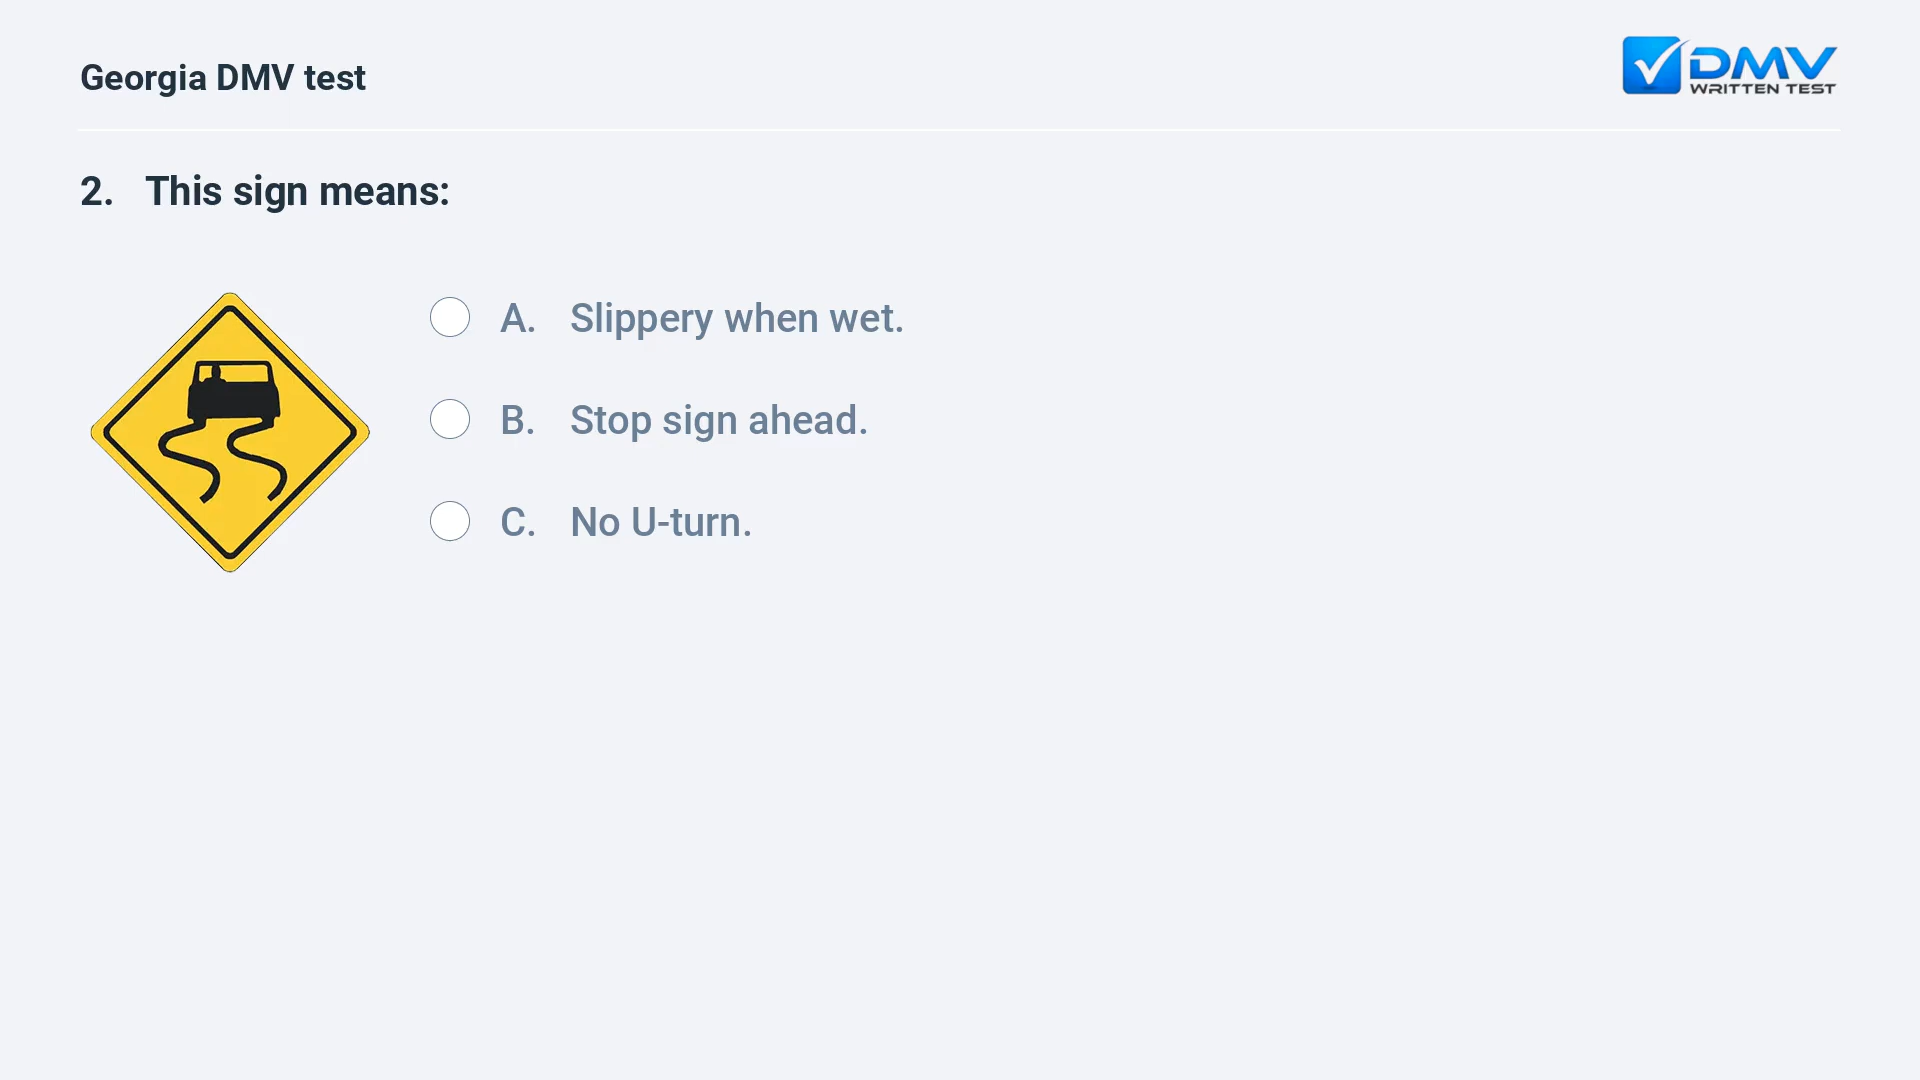 Georgia DMV test
DMV
WRITTEN TEST
2. This sign means:
A. Slippery when wet.
B. Stop sign ahead.
C. No U-turn.